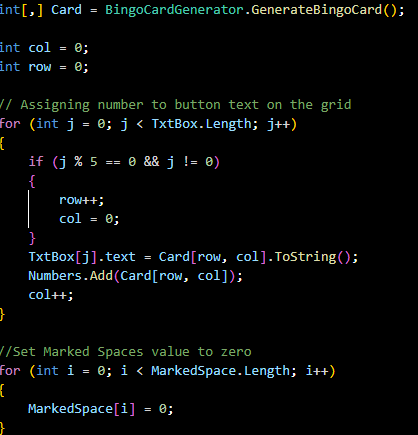 int[,] Card = BingoCardGenerator.GenerateBingoCard();
int col = 0;
int row = 0;
// Assigning number to button text on the grid
for (int j = 0; j < TxtBox.Length; j++)
{
if (j % 5 == 0 && j != 0)
{
row++;
col = 0;
}
TxtBox[j].text = Card[row, col].ToString();
Numbers.Add(Card[row, col]);
col++;
}
//Set Marked Spaces value to zero
for (int i = 0; i < MarkedSpace.Length; i++)
{
MarkedSpace[i] = 0;
}